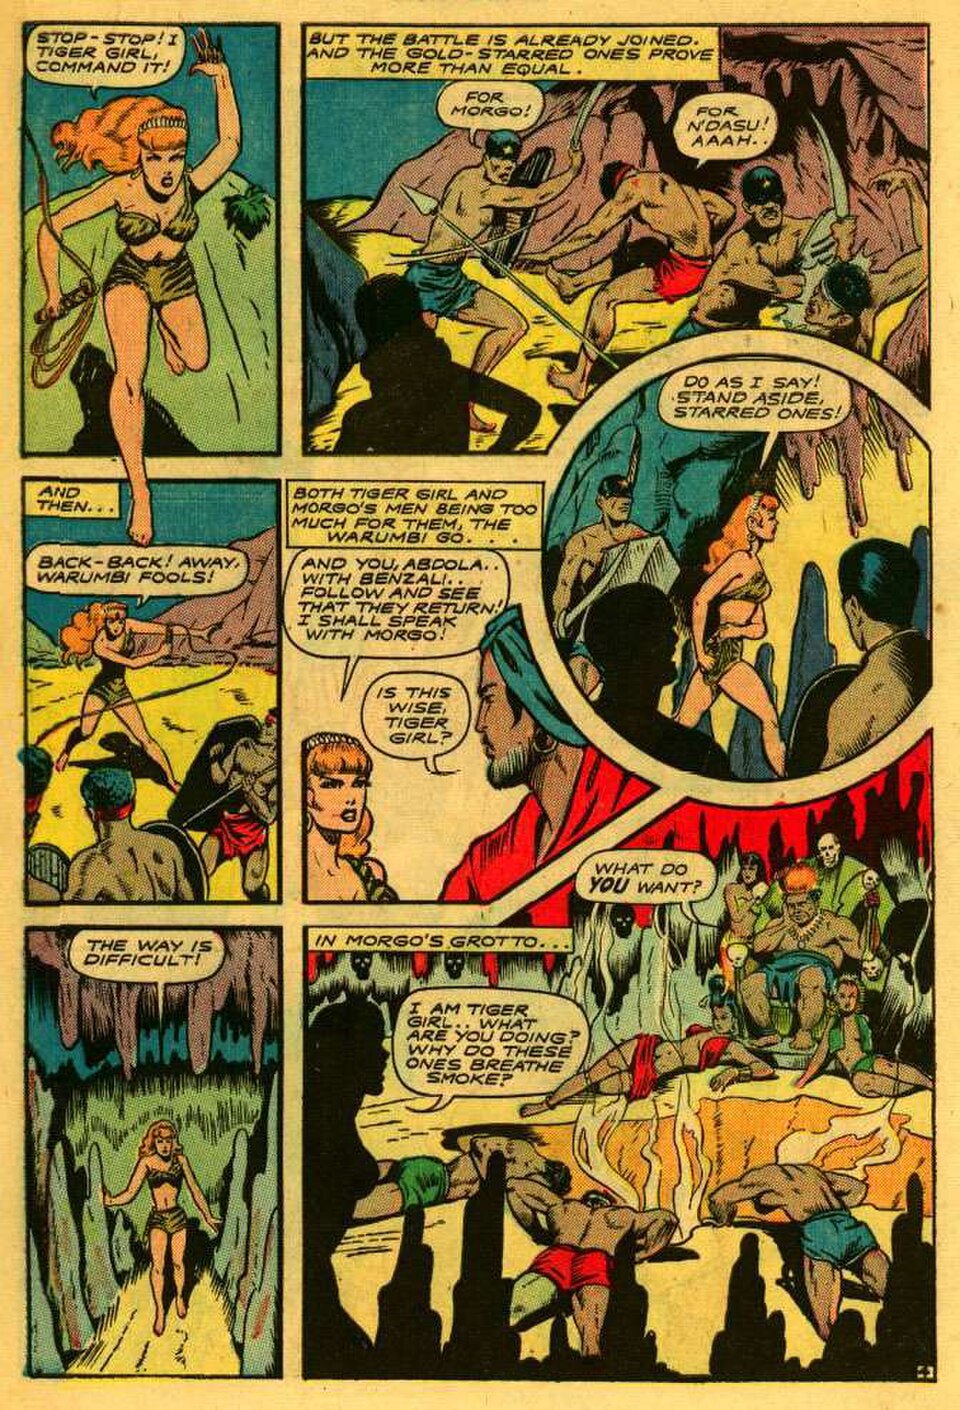 STOP-STOP! I
TIGER GIRL,
COMMAND IT!
BUT THE BATTLE IS ALREADY JOINED.
AND THE GOLD-STARRED ONES PROVE
MORE THAN EQUAL.
FOR
MORGO!
FOR
N'DASU!
AAAH..
DO AS I SAY!
STAND ASIDE,
STARRED ONES!
AND
THEN...
BACK-BACK! AWAY,
WARUMBI FOOLS!
BOTH TIGER GIRL AND
MORGO'S MEN BEING TOO
MUCH FOR THEM, THE
WARUMBI GO. . . .
AND YOU, ABDOLA..
WITH BENZALI..
FOLLOW AND SEE
THAT THEY RETURN!
I SHALL SPEAK
WITH MORGO!
IS THIS
WISE,
TIGER
GIRL?
THE WAY IS
DIFFICULT!
IN MORGO'S GROTTO...
WHAT DO
YOU WANT?
I AM TIGER
GIRL.. WHAT
ARE YOU DOING?
WHY DO THESE
ONES BREATHE
SMOKE?